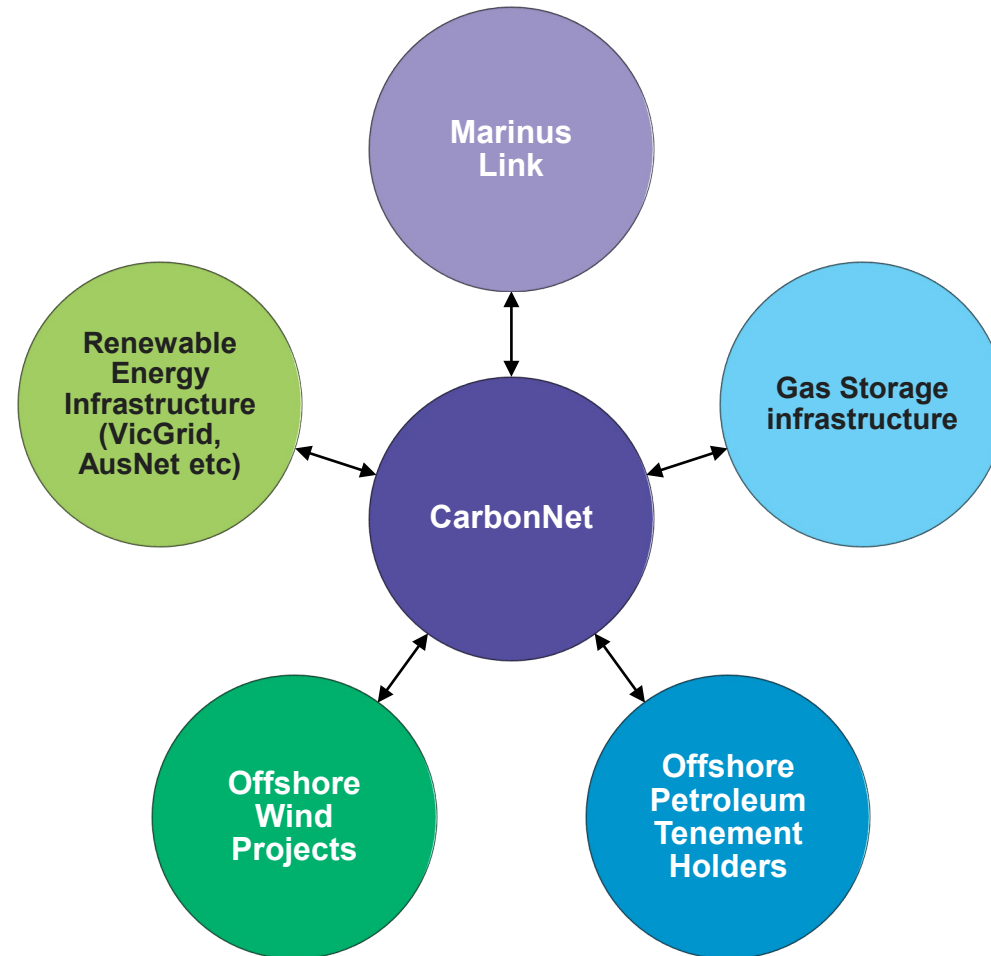 Marinus
Link
Renewable
Energy
Infrastructure
(VicGrid,
AusNet etc)
Gas Storage
infrastructure
CarbonNet
Offshore
Wind
Projects
Offshore
Petroleum
Tenement
Holders